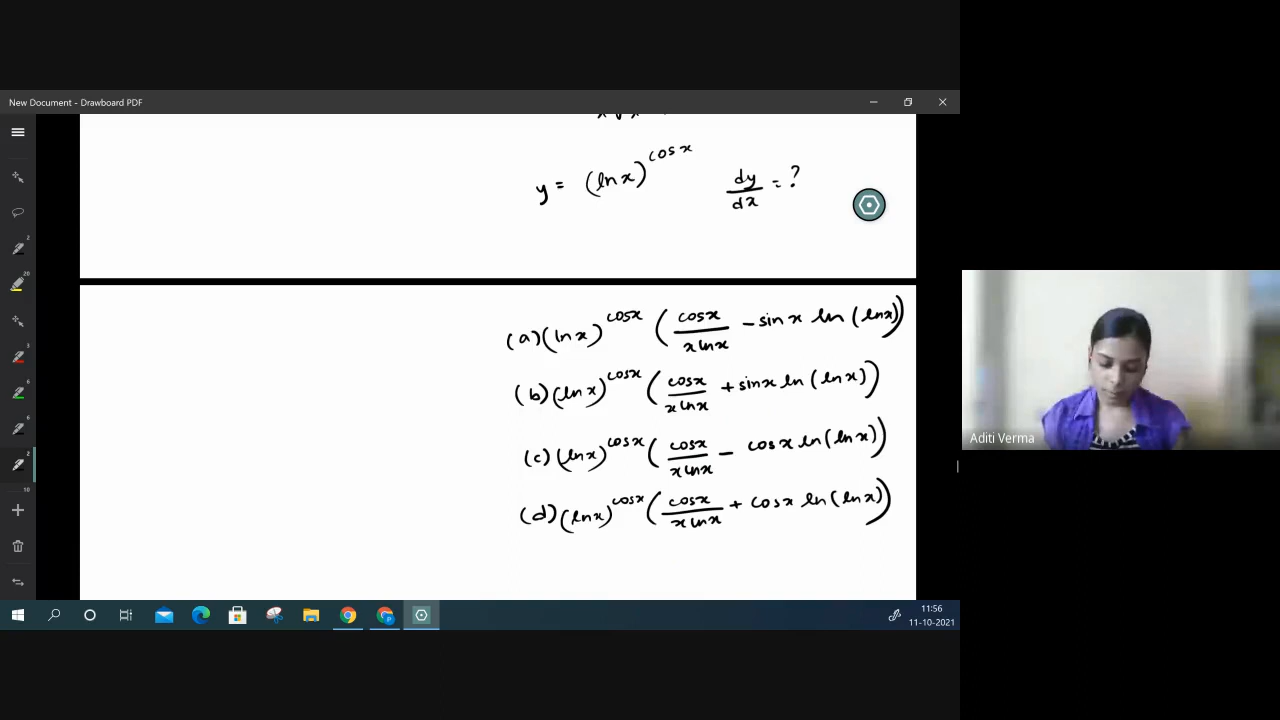 New Document - Drawboard PDF
y = (ln x)^cos x dy/dx = ?
(a) (ln x)^cos x ( cos x / x ln x - sin x ln (ln x) )
(b) (ln x)^cos x ( cos x / x ln x + sin x ln (ln x) )
(c) (ln x)^cos x ( cos x / x ln x - cos x ln (ln x) )
(d) (ln x)^cos x ( cos x / x ln x + cos x ln (ln x) )
Aditi Verma
11:56
11-10-2021